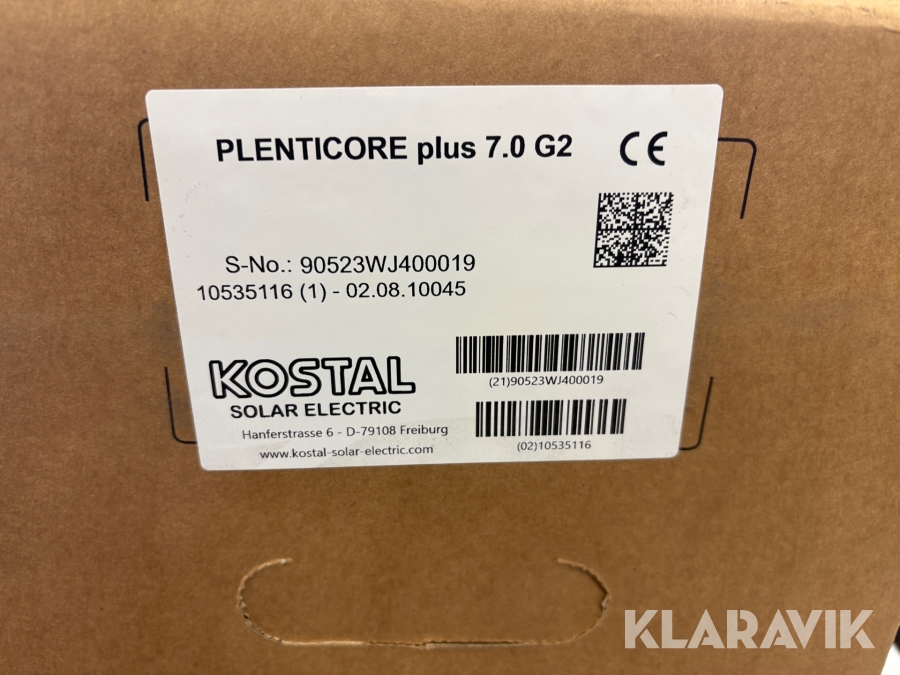 PLENTICORE plus 7.0 G2 CE
S-No.: 90523WJ400019
10535116 (1) - 02.08.10045
(21)90523WJ400019
KOSTAL
SOLAR ELECTRIC
(02)10535116
Hanferstrasse 6 - D-79108 Freiburg
www.kostal-solar-electric.com
KLARAVIK